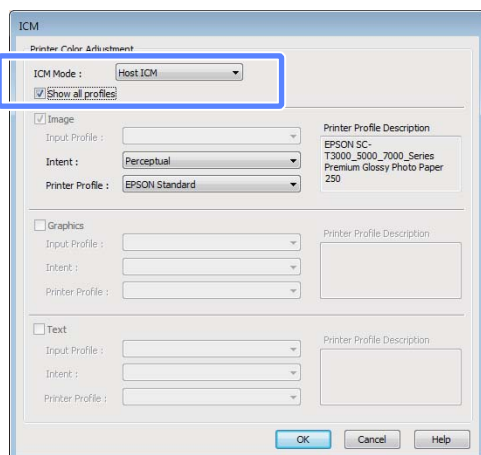 ICM
Printer Color Adjustment
ICM Mode : Host ICM
Show all profiles
Image
Input Profile :
Printer Profile Description
Intent : Perceptual
Printer Profile : EPSON Standard
EPSON SC-
T3000_5000_7000_Series
Premium Glossy Photo Paper
250
Graphics
Input Profile :
Printer Profile Description
Intent :
Printer Profile :
Text
Input Profile :
Printer Profile Description
Intent :
Printer Profile :
OK Cancel Help